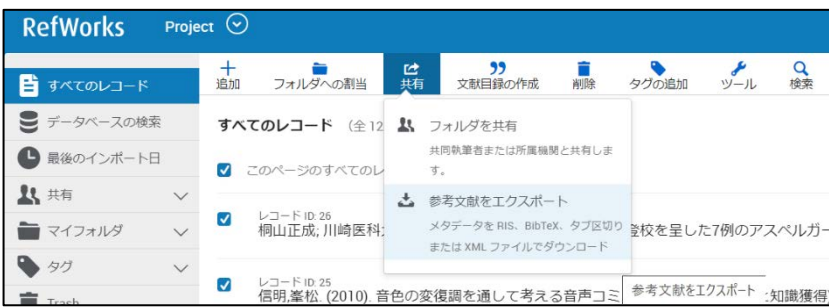 RefWorks Project
すべてのレコード
データベースの検索
最後のインポート日
共有
マイフォルダ
タグ
Trash
追加 フォルダへの割当 共有 文献目録の作成 削除 タグの追加 ツール 検索
すべてのレコード (全 12
このページのすべてのレ
フォルダを共有
共同執筆者または所属機関と共有しま
す。
参考文献をエクスポート
メタデータを RIS、BibTeX、タブ区切り
または XML ファイルでダウンロード
レコード ID: 26
桐山正成; 川崎医科 登校を呈した7例のアスペルガー
レコード ID: 25
信明,峯松. (2010). 音色の変復調を通して考える音声コミ 知識獲得
参考文献をエクスポート